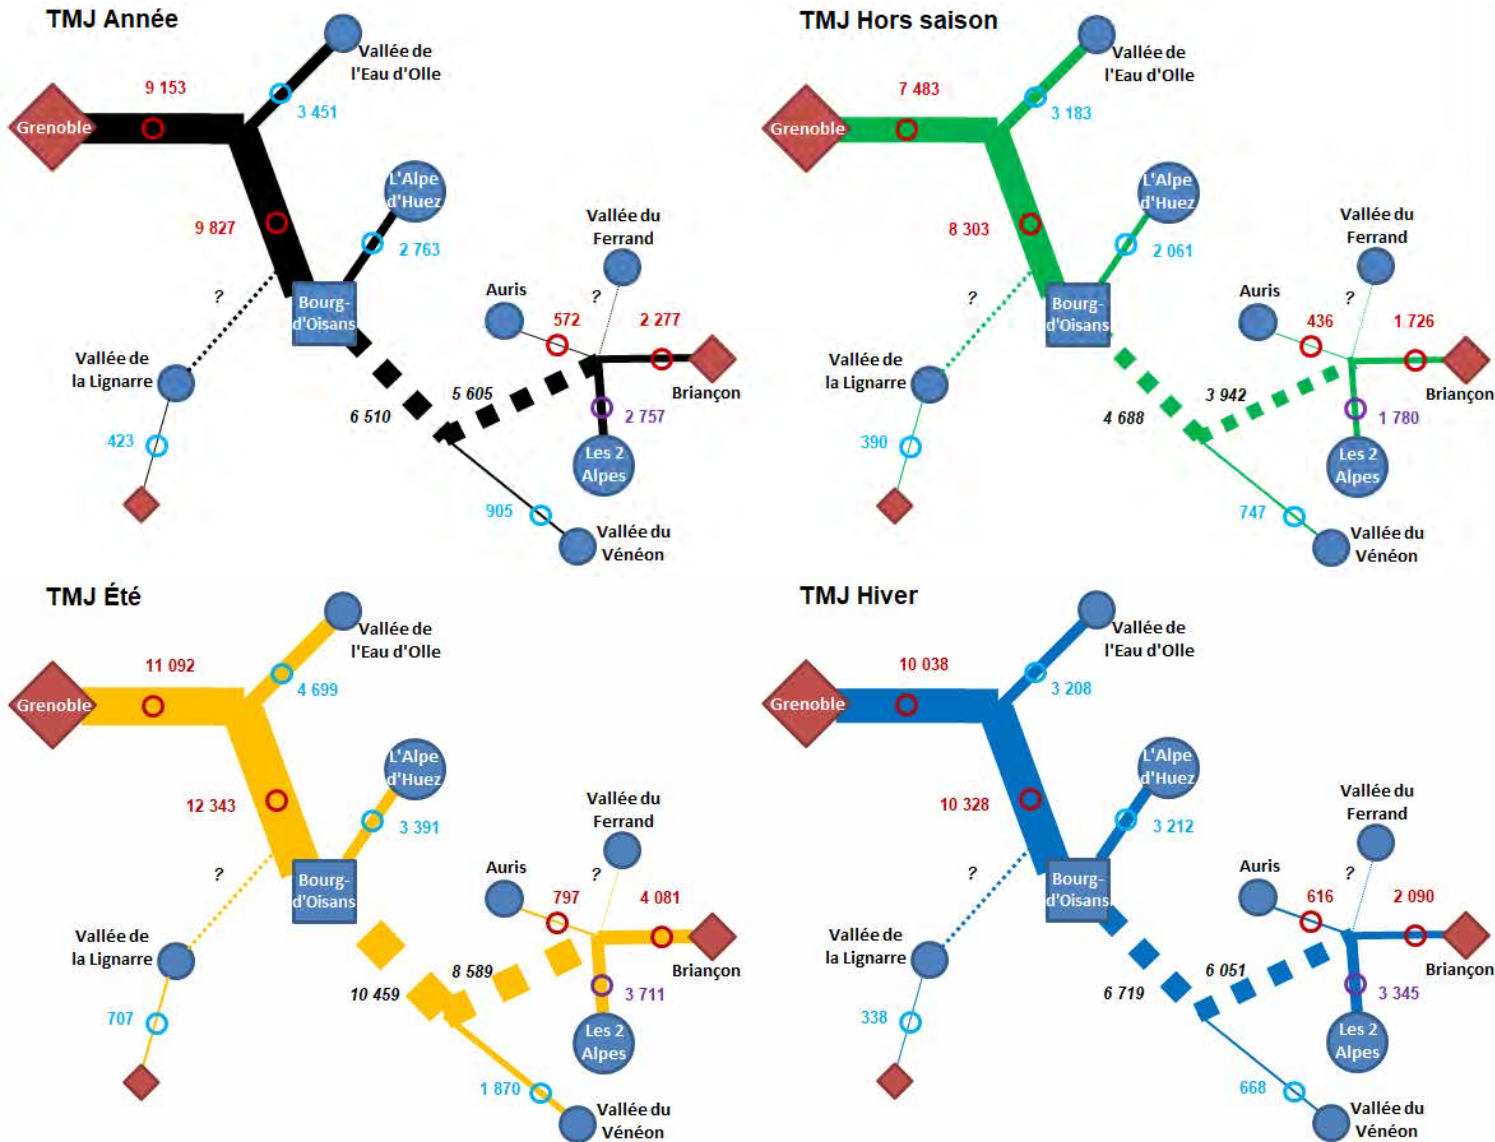 TMJ Année
Vallée de
l'Eau d'Olle
9 153
3 451
Grenoble
L'Alpe
d'Huez
9 827
2 763
Vallée du
Ferrand
?
Bourg-
d'Oisans
Auris
?
572
2 277
Vallée de
la Lignarre
Briançon
5 605
6 510
2 757
423
Les 2
Alpes
905
Vallée du
Vénéon
TMJ Hors saison
Vallée de
l'Eau d'Olle
7 483
3 183
Grenoble
L'Alpe
d'Huez
8 303
2 061
Vallée du
Ferrand
?
Bourg-
d'Oisans
Auris
?
436
1 726
Vallée de
la Lignarre
Briançon
3 942
4 688
1 780
390
Les 2
Alpes
747
Vallée du
Vénéon
TMJ Été
Vallée de
l'Eau d'Olle
11 092
4 699
Grenoble
L'Alpe
d'Huez
12 343
3 391
Vallée du
Ferrand
?
Bourg-
d'Oisans
Auris
?
797
4 081
Vallée de
la Lignarre
Briançon
8 589
10 459
3 711
707
Les 2
Alpes
1 870
Vallée du
Vénéon
TMJ Hiver
Vallée de
l'Eau d'Olle
10 038
3 208
Grenoble
L'Alpe
d'Huez
10 328
3 212
Vallée du
Ferrand
?
Bourg-
d'Oisans
Auris
?
616
2 090
Vallée de
la Lignarre
Briançon
6 051
6 719
3 345
338
Les 2
Alpes
668
Vallée du
Vénéon